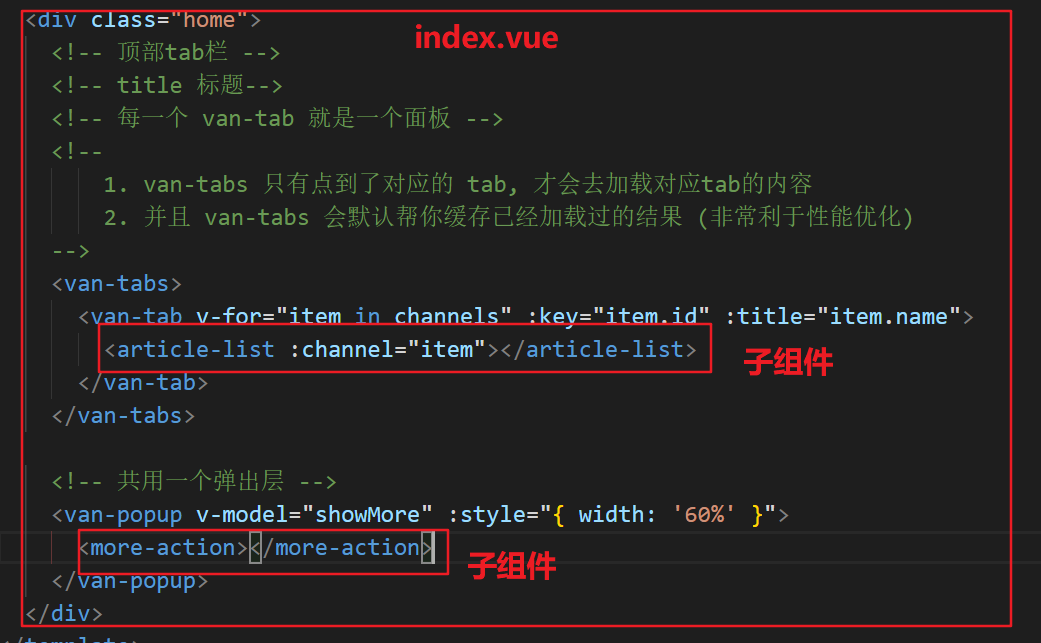 <div class="home">
index.vue
<!-- 顶部tab栏 -->
<!-- title 标题-->
<!-- 每一个 van-tab 就是一个面板 -->
<!--
1. van-tabs 只有点到了对应的 tab, 才会去加载对应tab的内容
2. 并且 van-tabs 会默认帮你缓存已经加载过的结果 (非常利于性能优化)
-->
<van-tabs>
<van-tab v-for="item in channels" :key="item.id" :title="item.name">
<article-list :channel="item"></article-list>
子组件
</van-tab>
</van-tabs>
<!-- 共用一个弹出层 -->
<van-popup v-model="showMore" :style="{ width: '60%' }">
<more-action></more-action>
子组件
</van-popup>
</div>
</template>